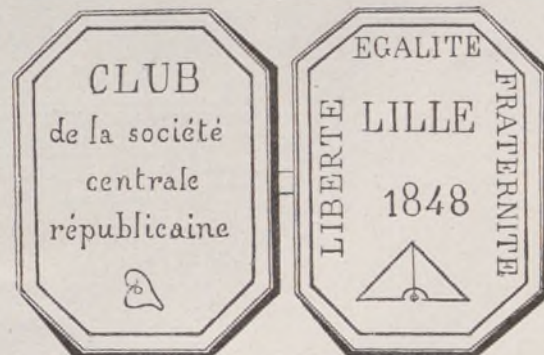 CLUB
de la société
centrale
républicaine
LIBERTE
EGALITE
FRATERNITE
LILLE
1848